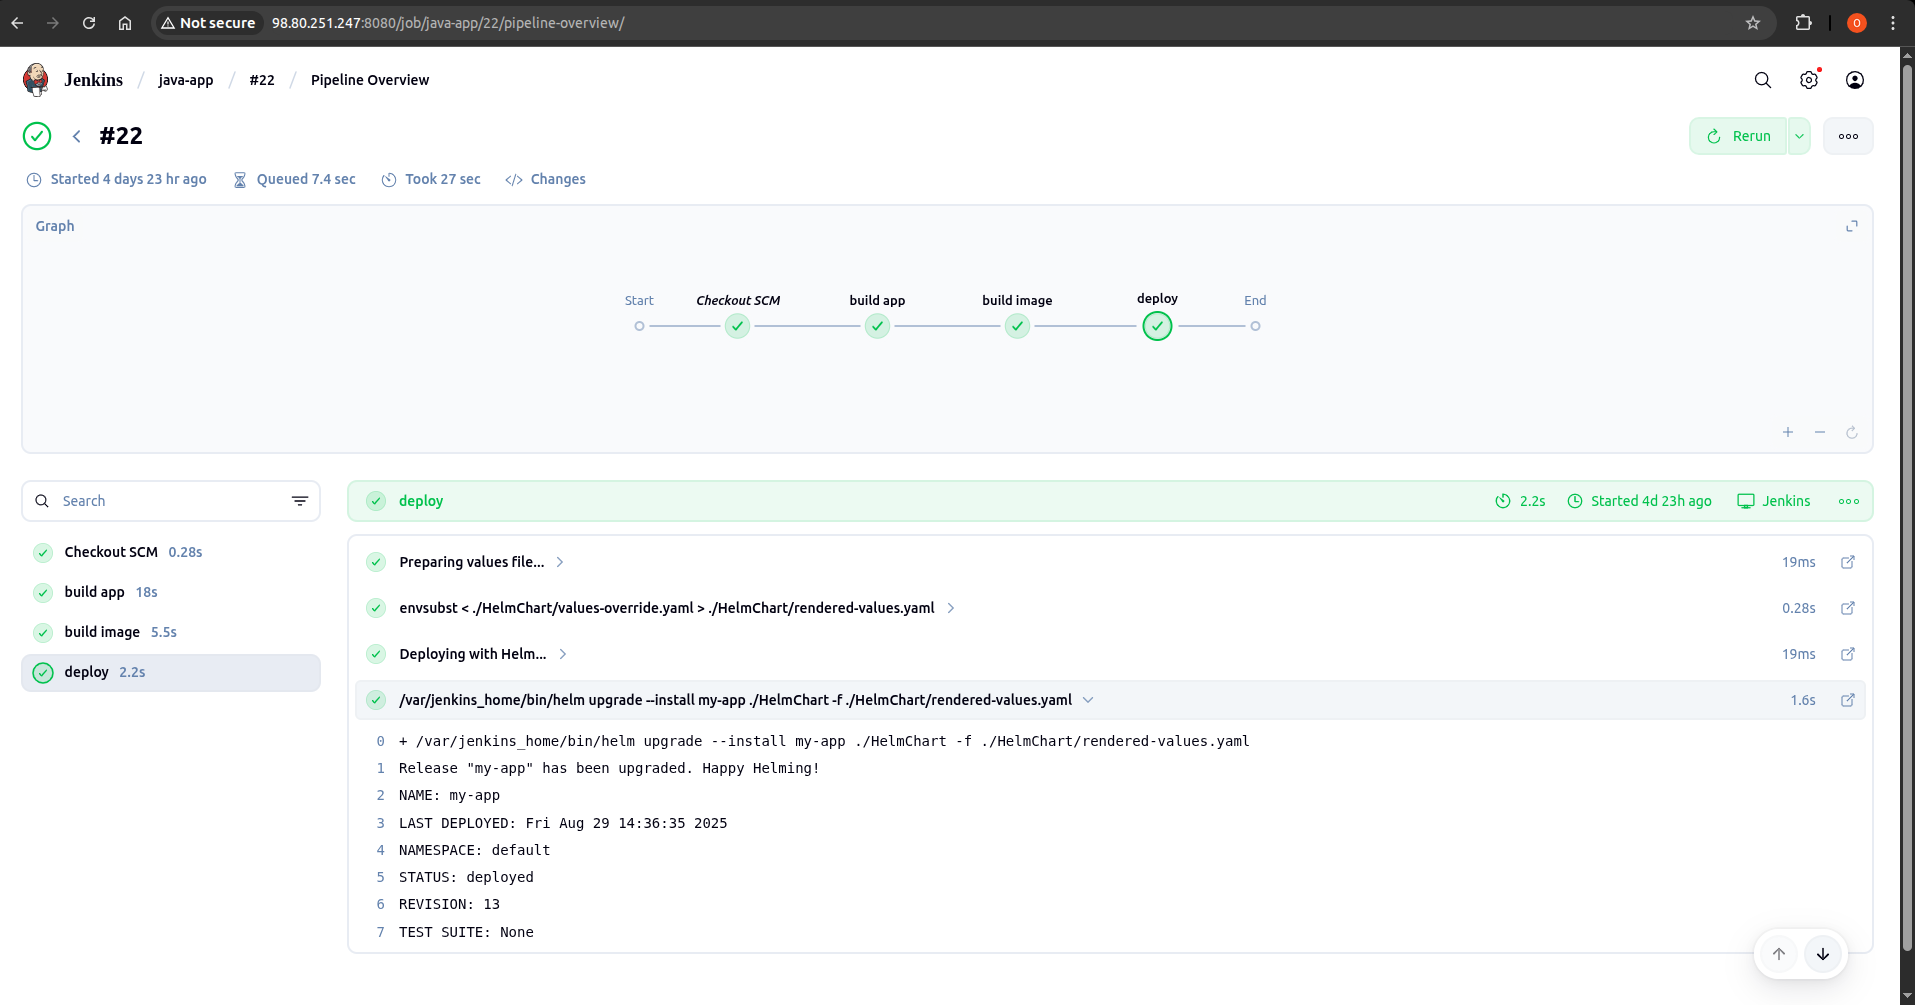 Not secure 98.80.251.247:8080/job/java-app/22/pipeline-overview/
O
Jenkins / java-app / #22 / Pipeline Overview
#22
Rerun
Started 4 days 23 hr ago Queued 7.4 sec Took 27 sec </> Changes
Graph
Start Checkout SCM build app build image deploy End
Search
Checkout SCM 0.28s
build app 18s
build image 5.5s
deploy 2.2s
deploy 2.2s Started 4d 23h ago Jenkins
Preparing values file... 19ms
envsubst < ./HelmChart/values-override.yaml > ./HelmChart/rendered-values.yaml 0.28s
Deploying with Helm... 19ms
/var/jenkins_home/bin/helm upgrade --install my-app ./HelmChart -f ./HelmChart/rendered-values.yaml 1.6s
0 + /var/jenkins_home/bin/helm upgrade --install my-app ./HelmChart -f ./HelmChart/rendered-values.yaml
1 Release "my-app" has been upgraded. Happy Helming!
2 NAME: my-app
3 LAST DEPLOYED: Fri Aug 29 14:36:35 2025
4 NAMESPACE: default
5 STATUS: deployed
6 REVISION: 13
7 TEST SUITE: None